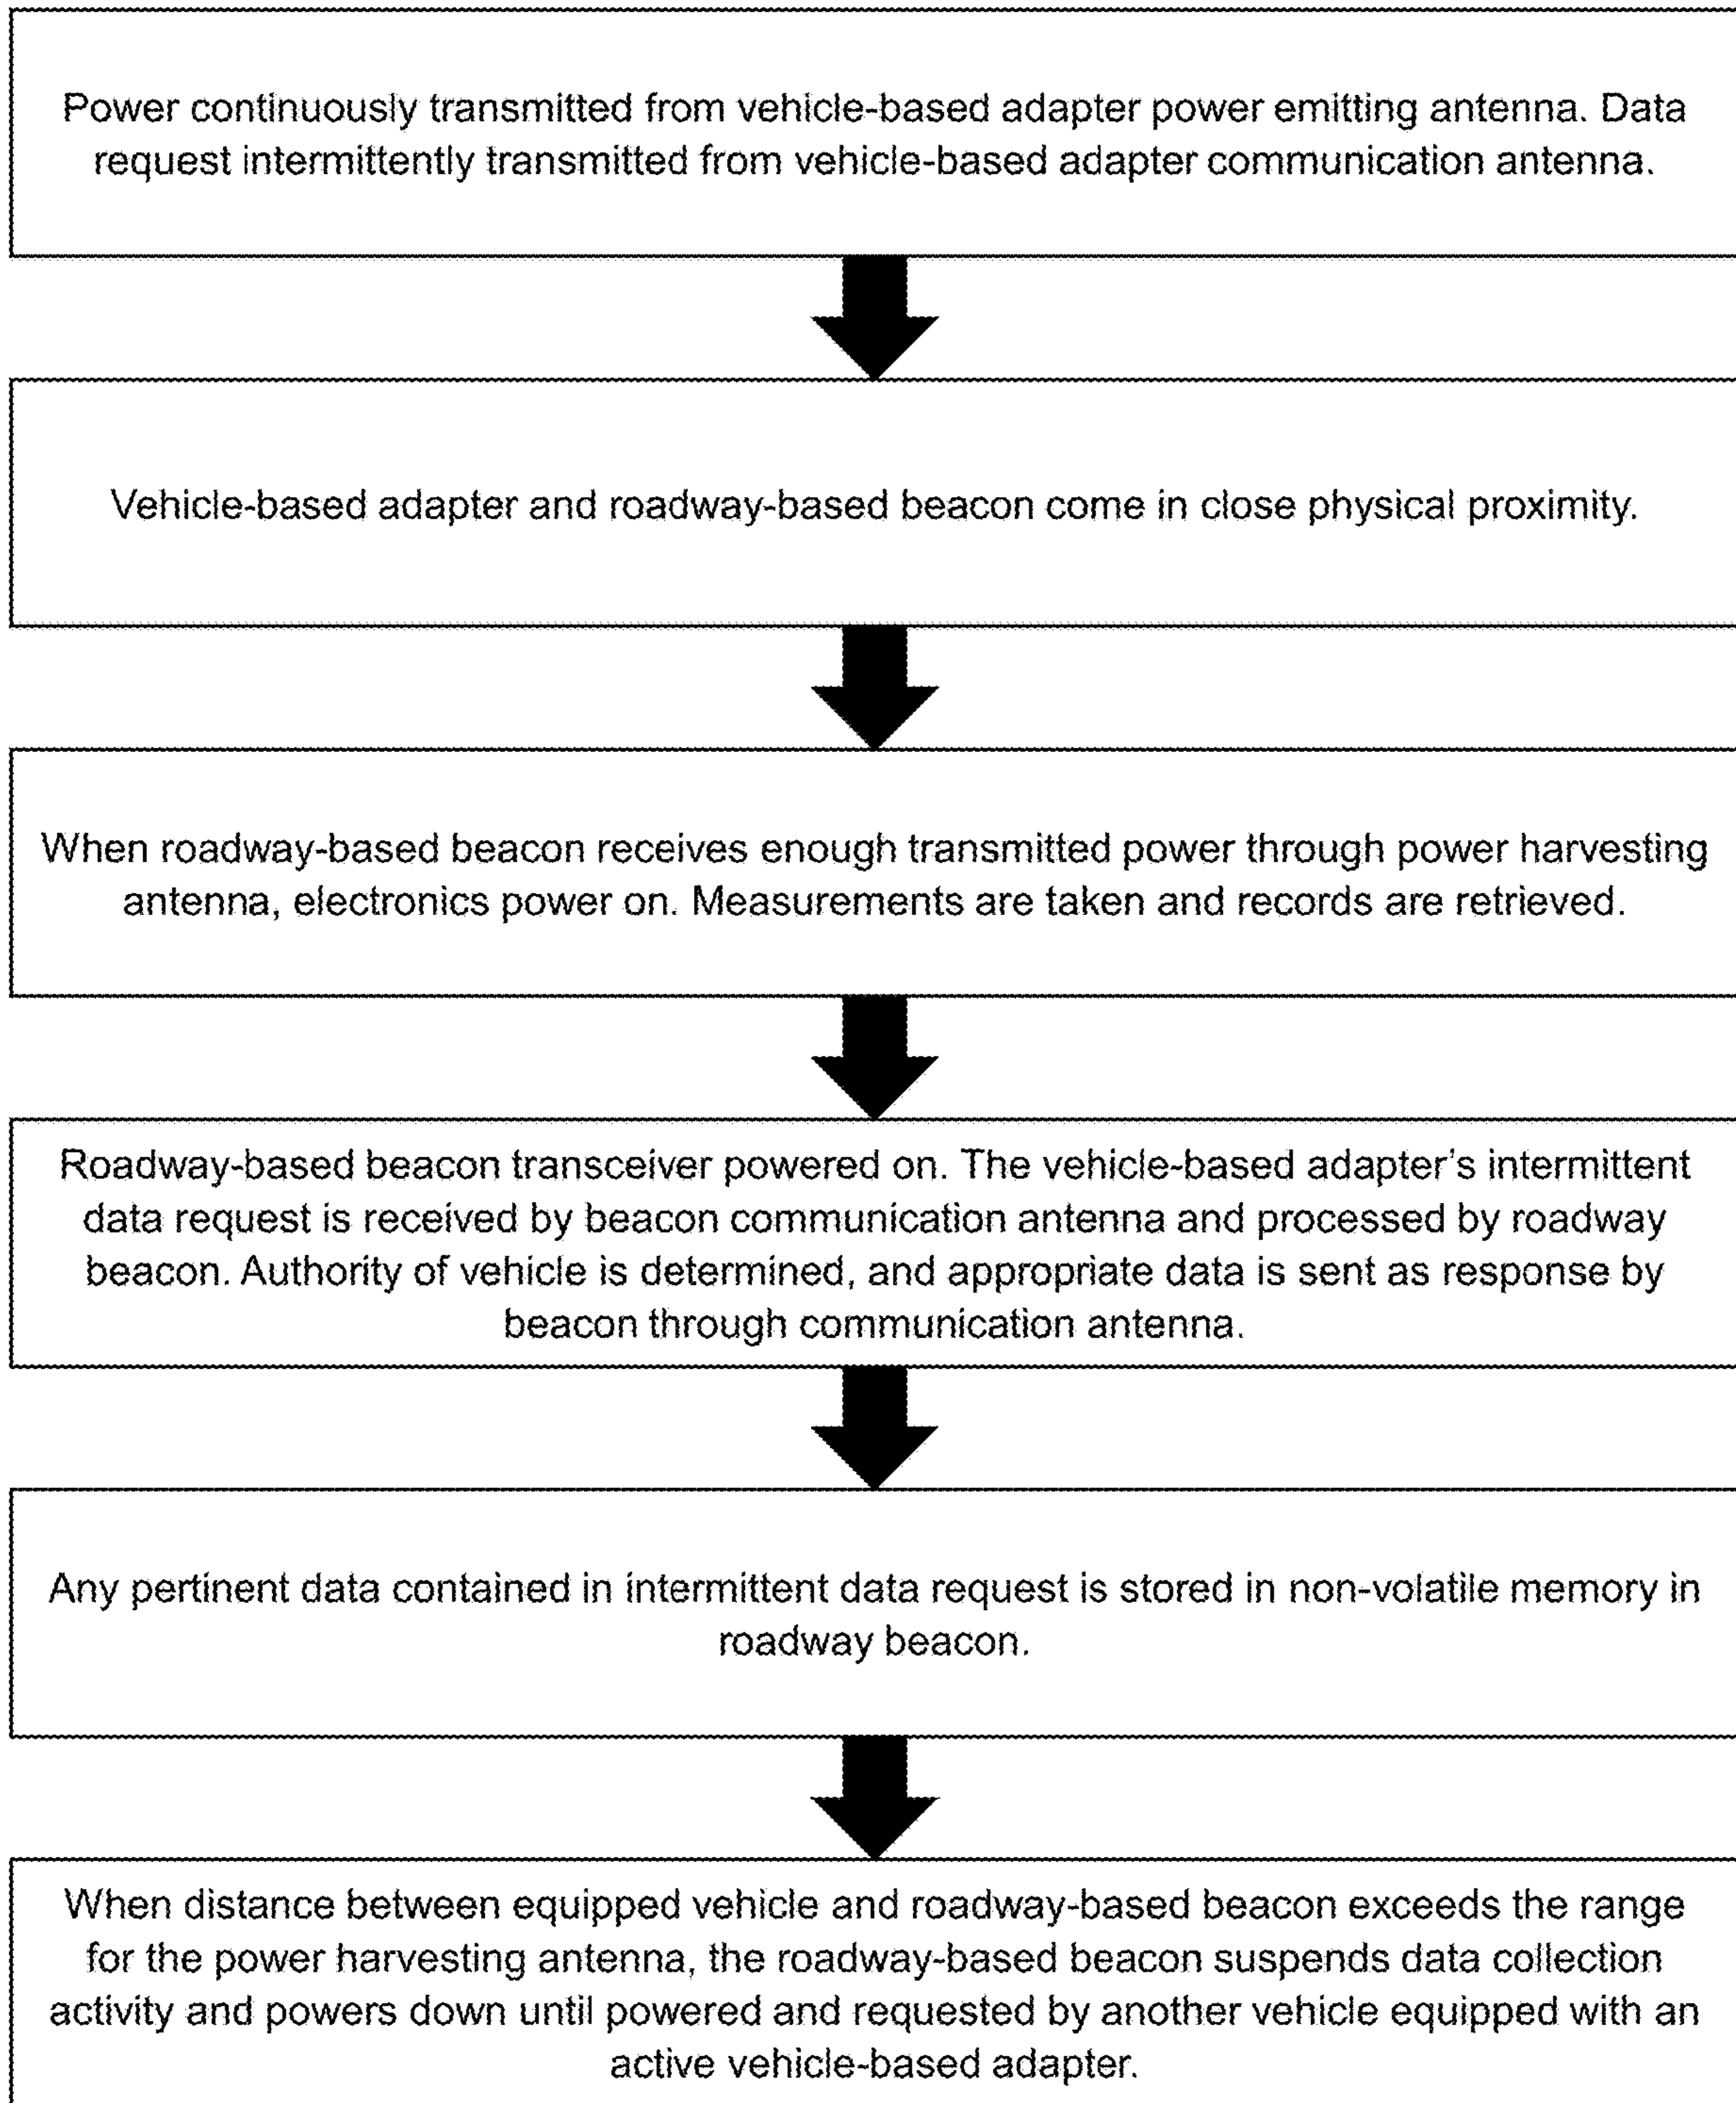 Power continuously transmitted from vehicle-based adapter power emitting antenna. Data
request intermittently transmitted from vehicle-based adapter communication antenna.
Vehicle-based adapter and roadway-based beacon come in close physical proximity.
When roadway-based beacon receives enough transmitted power through power harvesting
antenna, electronics power on. Measurements are taken and records are retrieved.
Roadway-based beacon transceiver powered on. The vehicle-based adapter's intermittent
data request is received by beacon communication antenna and processed by roadway
beacon. Authority of vehicle is determined, and appropriate data is sent as response by
beacon through communication antenna.
Any pertinent data contained in intermittent data request is stored in non-volatile memory in
roadway beacon.
When distance between equipped vehicle and roadway-based beacon exceeds the range
for the power harvesting antenna, the roadway-based beacon suspends data collection
activity and powers down until powered and requested by another vehicle equipped with an
active vehicle-based adapter.